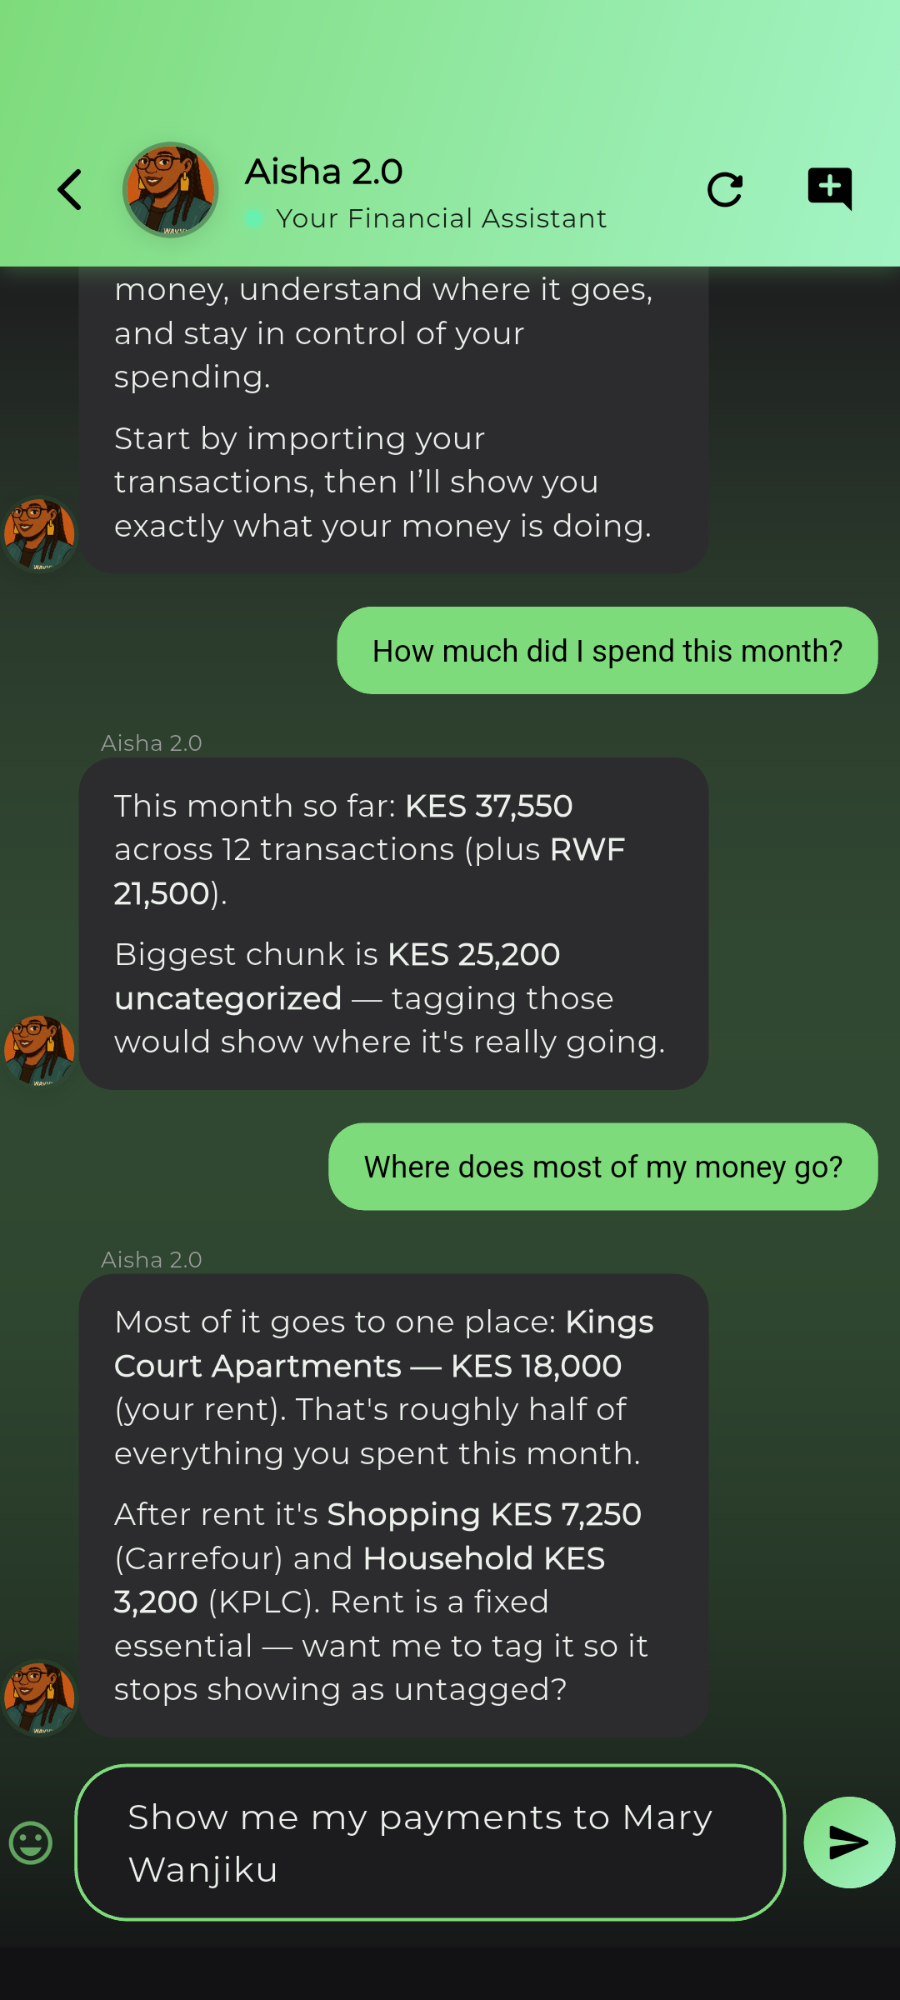 Aisha 2.0
Your Financial Assistant
money, understand where it goes,
and stay in control of your
spending.
Start by importing your
transactions, then I’ll show you
exactly what your money is doing.
How much did I spend this month?
Aisha 2.0
This month so far: KES 37,550
across 12 transactions (plus RWF
21,500).
Biggest chunk is KES 25,200
uncategorized — tagging those
would show where it's really going.
Where does most of my money go?
Aisha 2.0
Most of it goes to one place: Kings
Court Apartments — KES 18,000
(your rent). That's roughly half of
everything you spent this month.
After rent it's Shopping KES 7,250
(Carrefour) and Household KES
3,200 (KPLC). Rent is a fixed
essential — want me to tag it so it
stops showing as untagged?
Show me my payments to Mary
Wanjiku